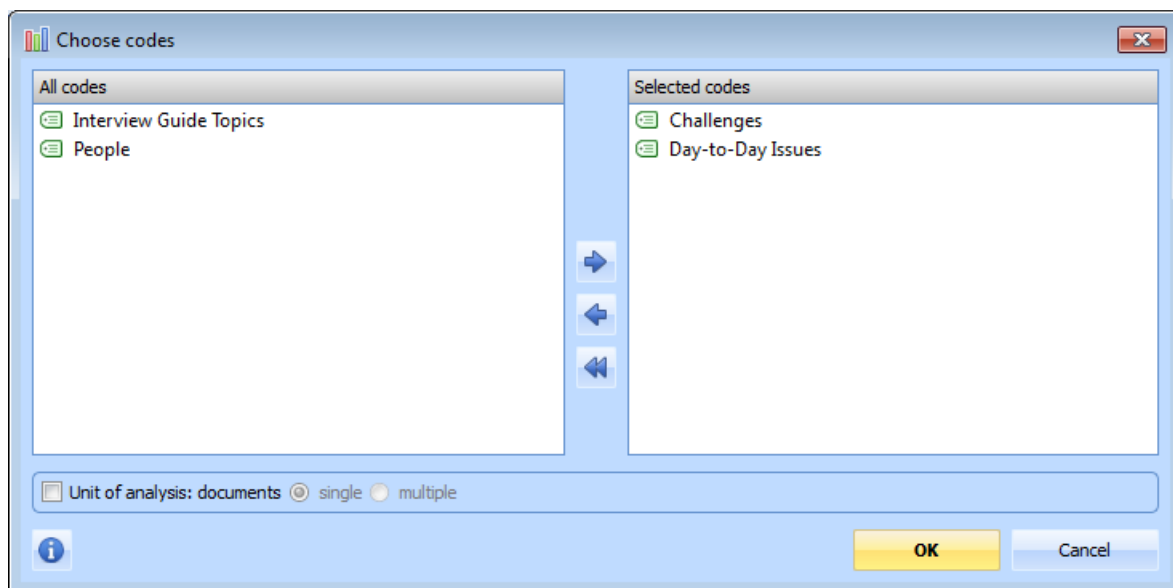 Choose codes
All codes
Interview Guide Topics
People
Selected codes
Challenges
Day-to-Day Issues
Unit of analysis: documents single multiple
OK Cancel